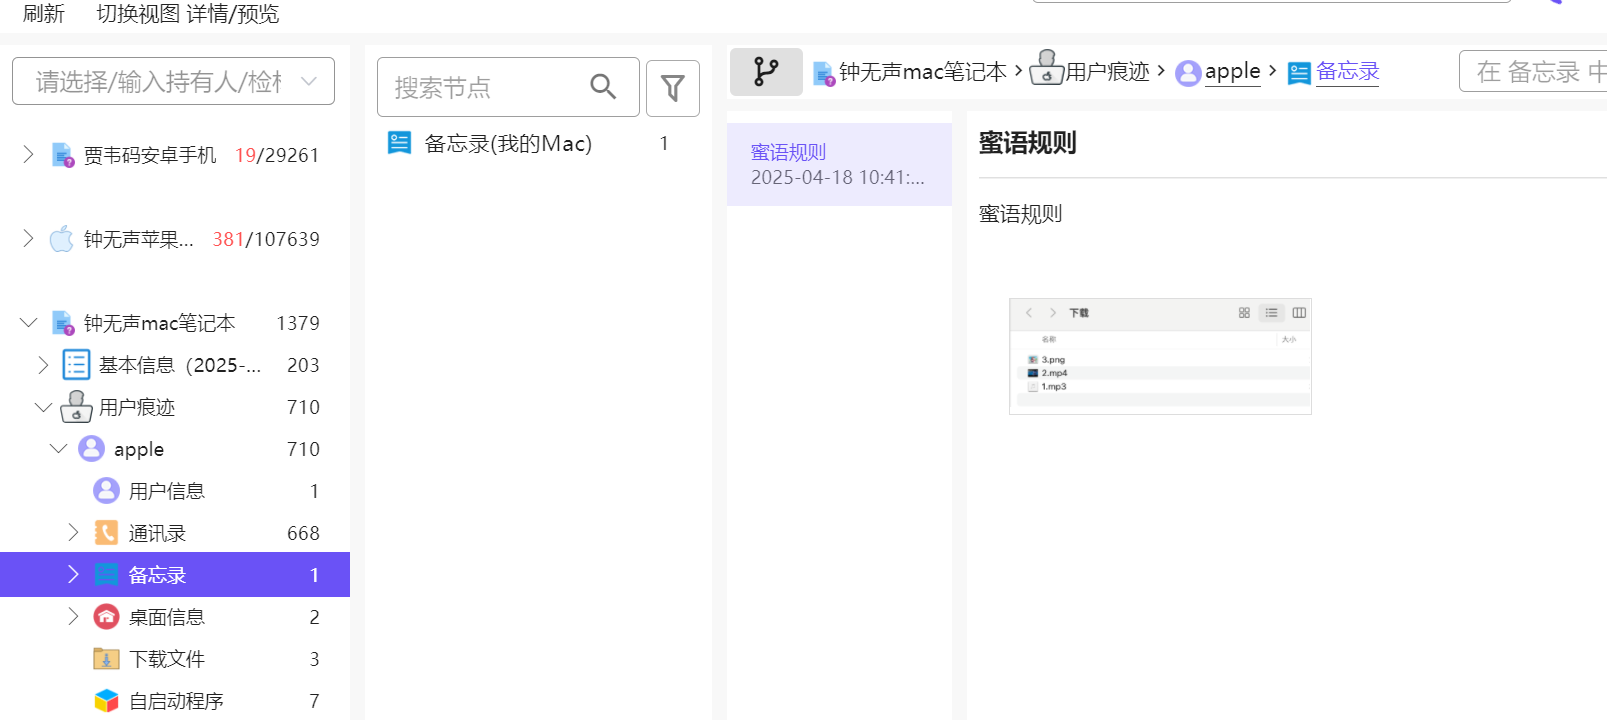 刷新 切换视图 详情/预览
请选择/输入持有人/检
贾韦码安卓手机 19/29261
钟无声苹果... 381/107639
钟无声mac笔记本 1379
基本信息（2025-... 203
用户痕迹 710
apple 710
用户信息 1
通讯录 668
备忘录 1
桌面信息 2
下载文件 3
自启动程序 7
搜索节点
备忘录(我的Mac) 1
钟无声mac笔记本 > 用户痕迹 > apple > 备忘录
在 备忘录 中
蜜语规则
2025-04-18 10:41:...
蜜语规则
蜜语规则
下载
名称 大小
3.png
2.mp4
1.mp3